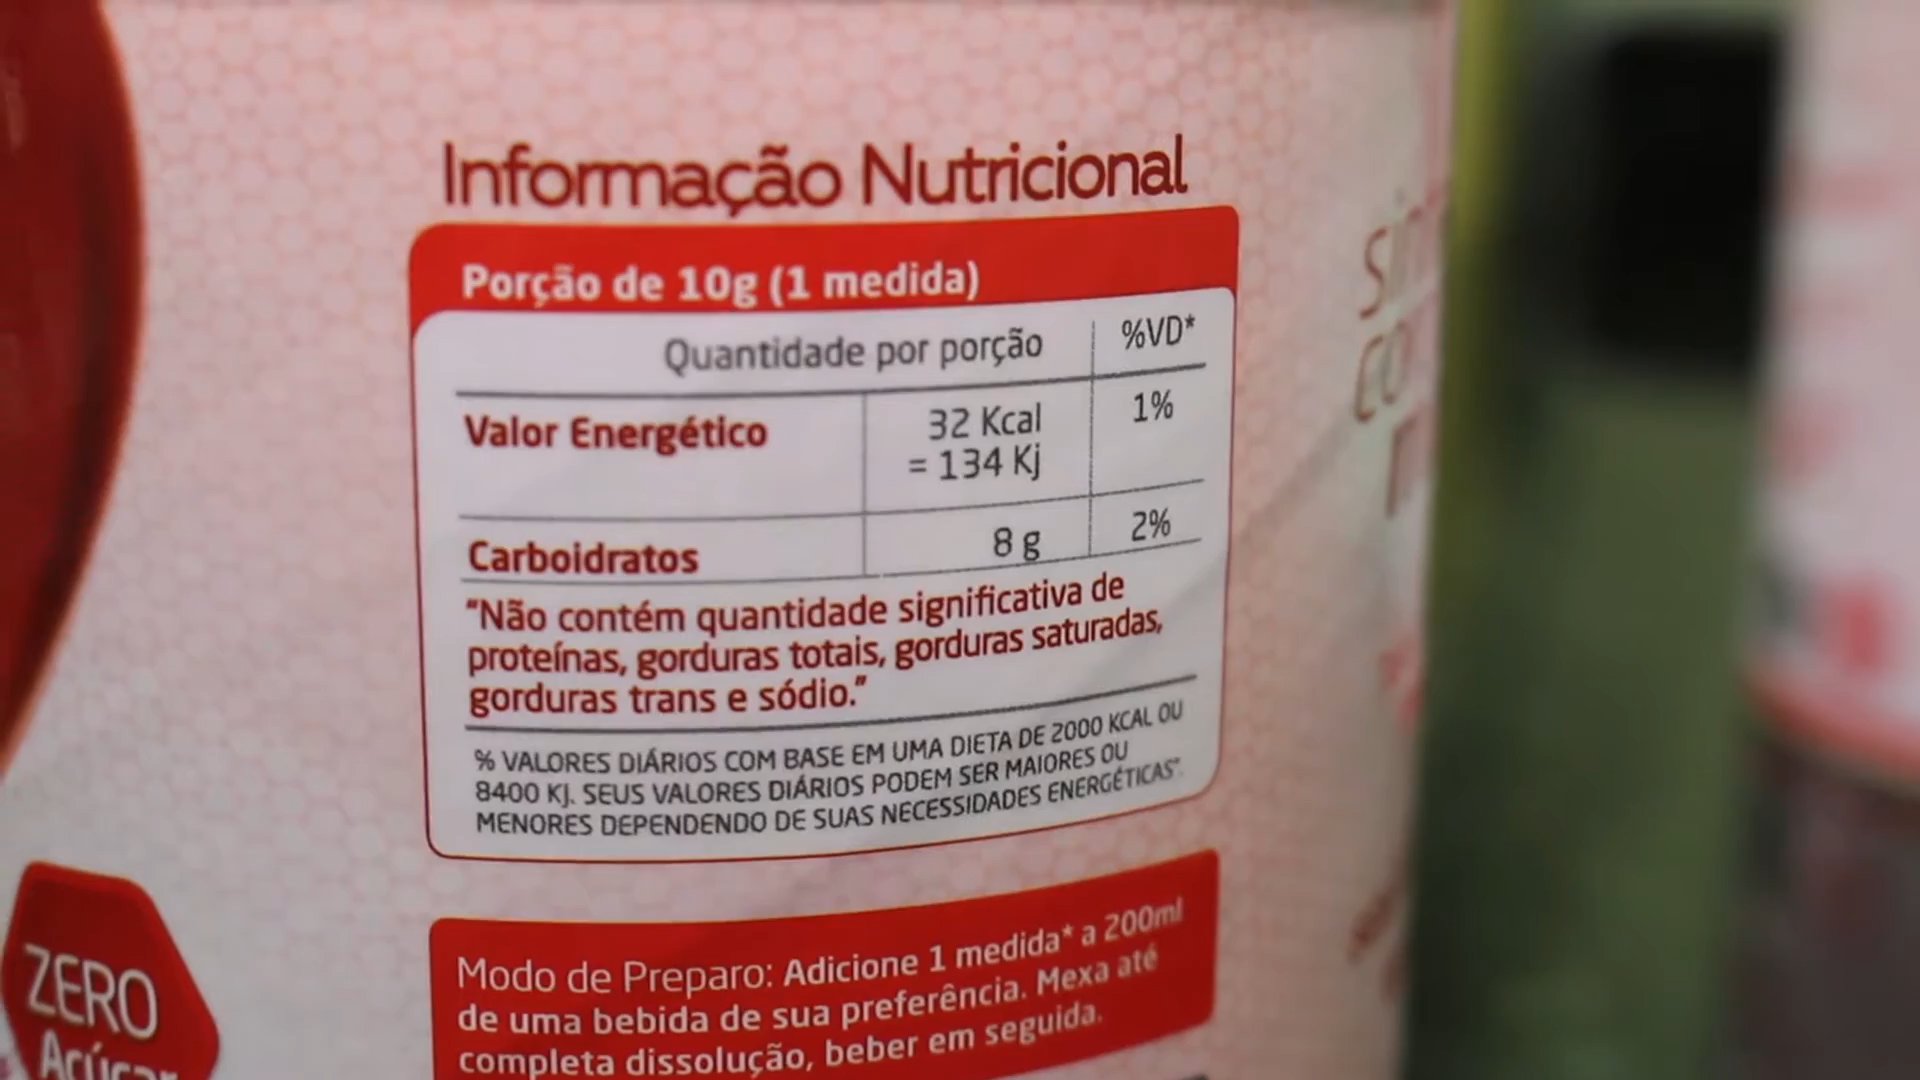 Informação Nutricional
Porção de 10g (1 medida)
Quantidade por porção %VD*
Valor Energético 32 Kcal 1%
= 134 Kj
Carboidratos 8 g 2%
"Não contém quantidade significativa de
proteínas, gorduras totais, gorduras saturadas,
gorduras trans e sódio."
% VALORES DIÁRIOS COM BASE EM UMA DIETA DE 2000 KCAL OU
8400 KJ. SEUS VALORES DIÁRIOS PODEM SER MAIORES OU
MENORES DEPENDENDO DE SUAS NECESSIDADES ENERGÉTICAS".
Modo de Preparo: Adicione 1 medida* a 200ml
de uma bebida de sua preferência. Mexa até
completa dissolução, beber em seguida.
ZERO
Açúcar